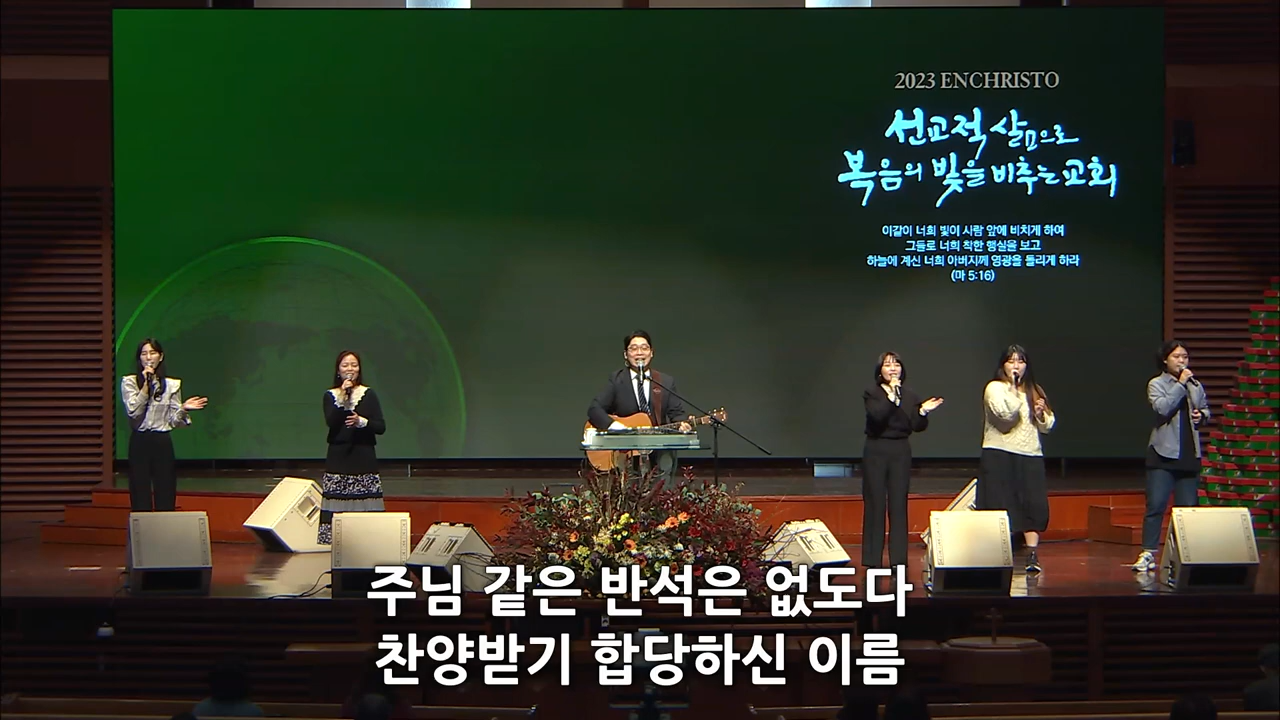 2023 ENCHRISTO
선교적 삶으로
복음의 빛을 비추는 교회
이같이 너희 빛이 사람 앞에 비치게 하여
그들로 너희 착한 행실을 보고
하늘에 계신 너희 아버지께 영광을 돌리게 하라
(마 5:16)
주님 같은 반석은 없도다
찬양받기 합당하신 이름